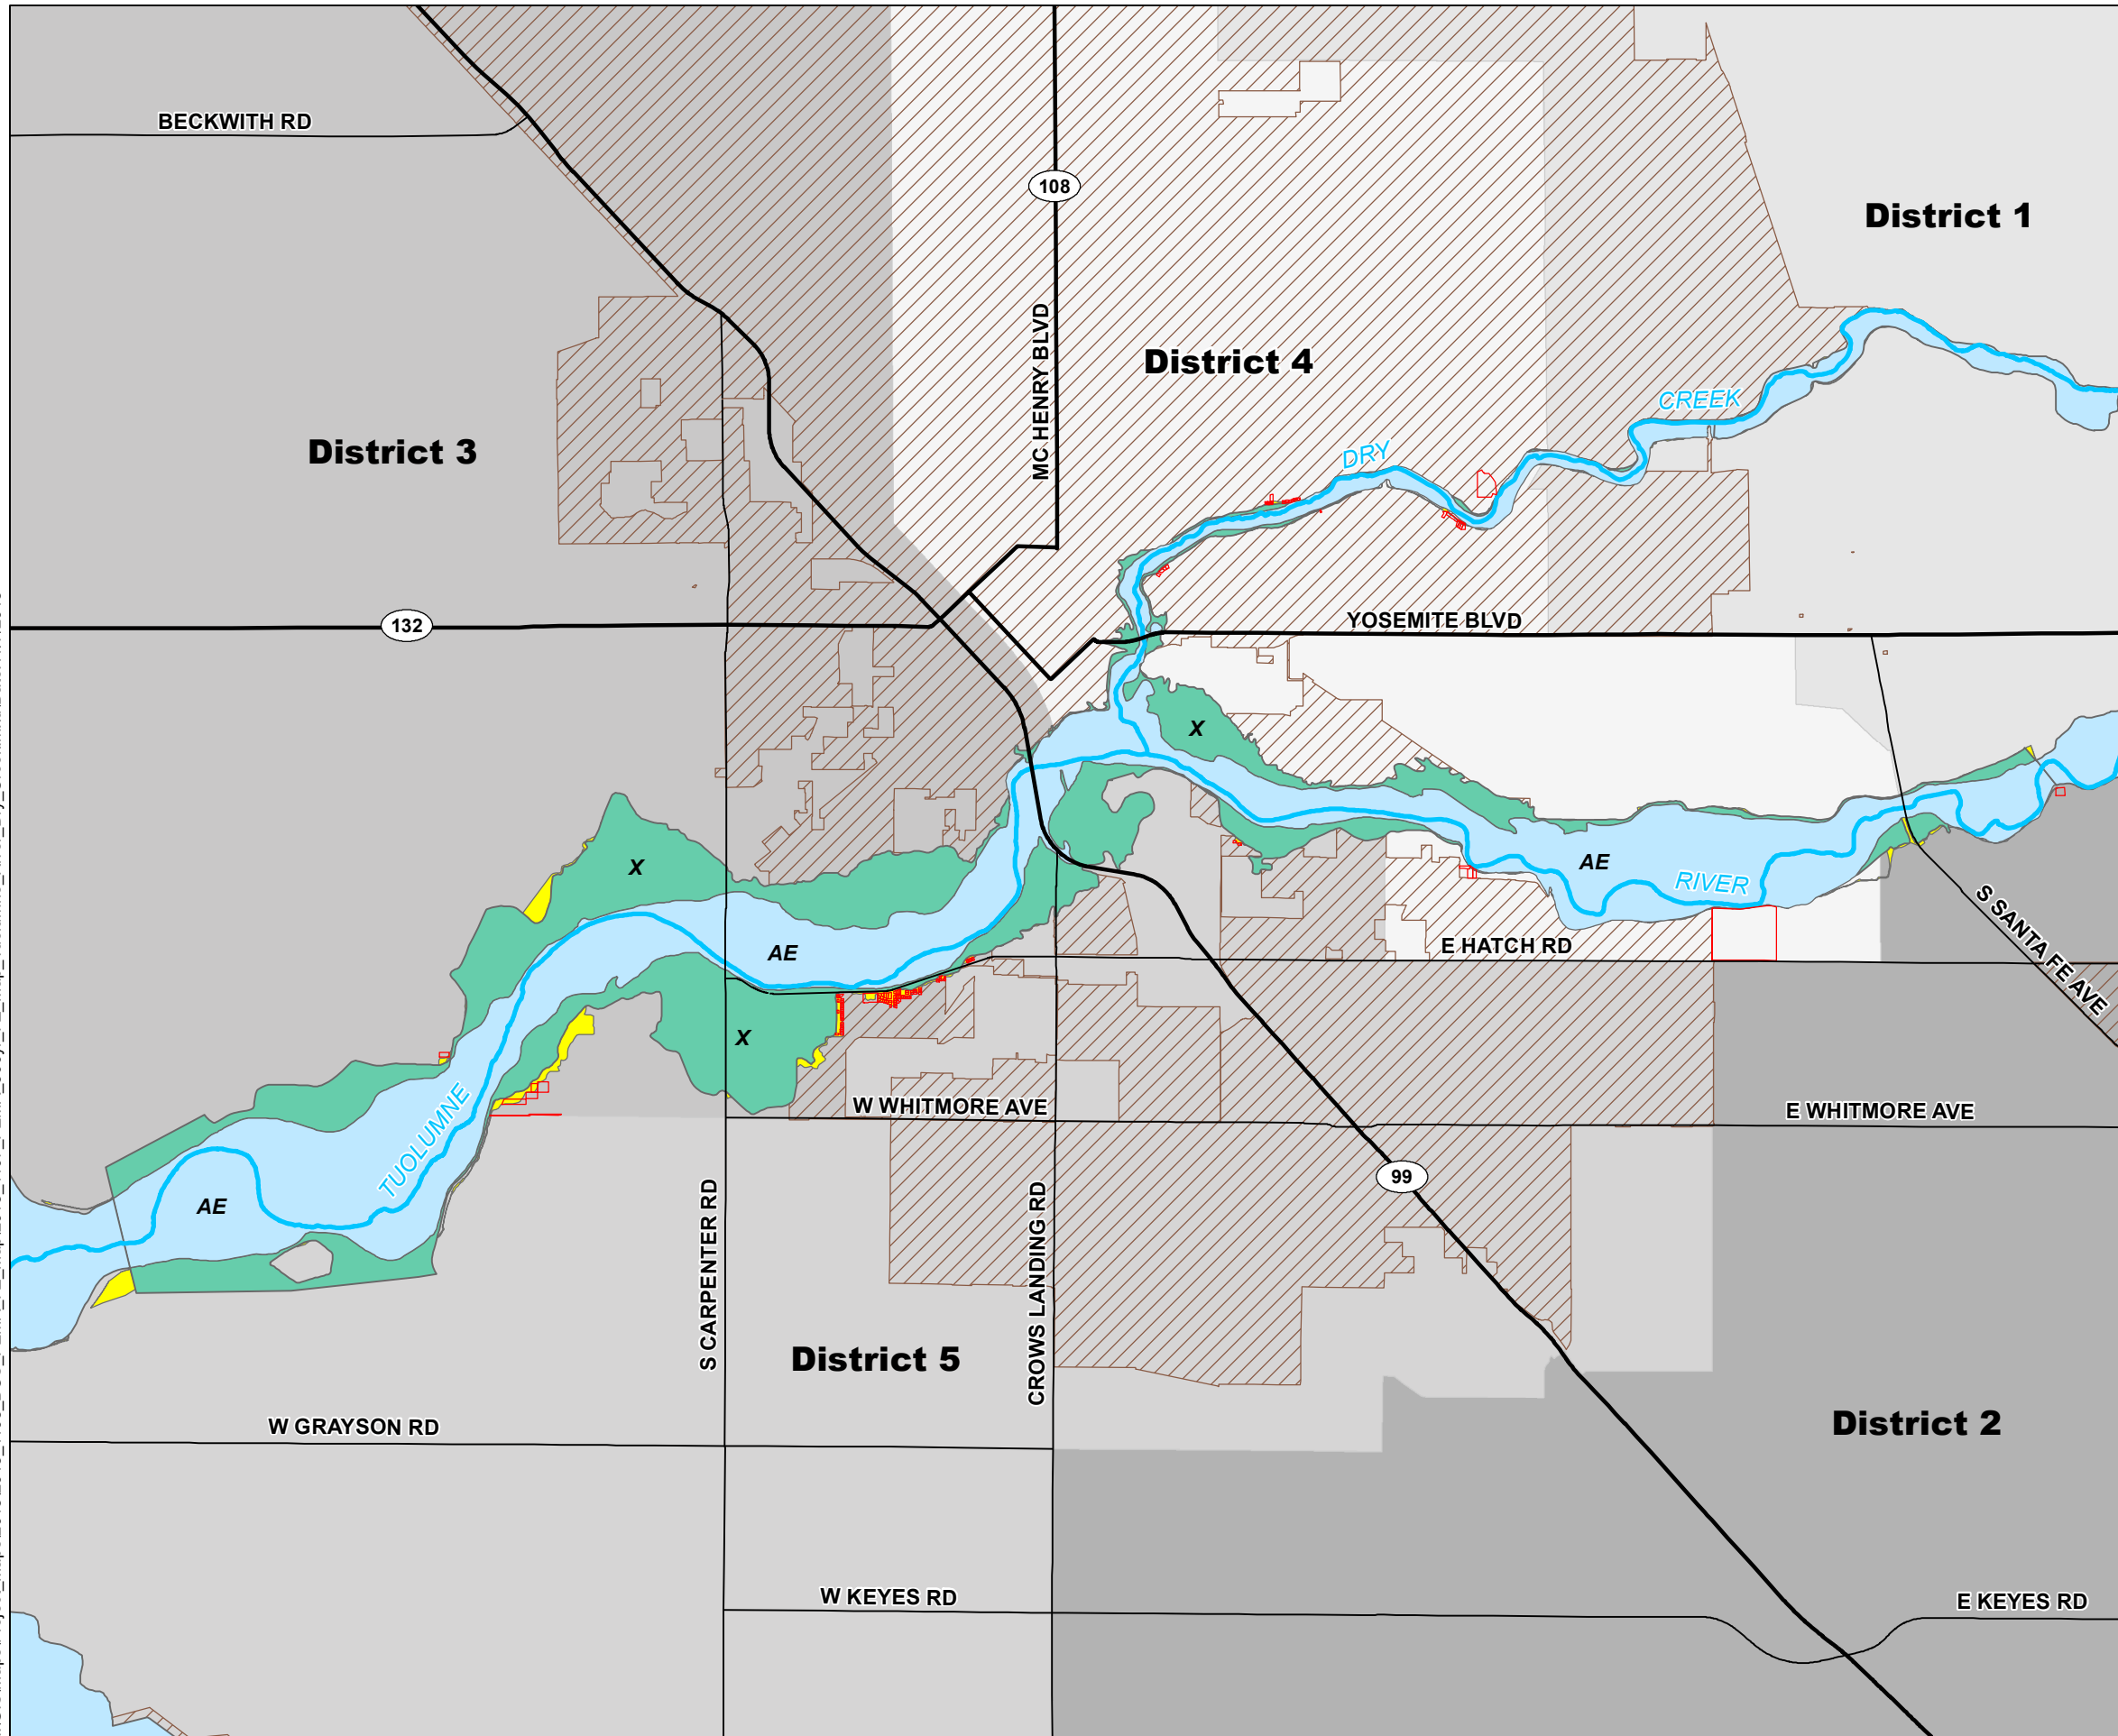 BECKWITH RD
108
District 1
MC HENRY BLVD
District 4
CREEK
District 3
DRY
132
YOSEMITE BLVD
X
X
AE
RIVER
S SANTA FE AVE
E HATCH RD
AE
X
W WHITMORE AVE
E WHITMORE AVE
TUOLUMNE
99
AE
S CARPENTER RD
CROWS LANDING RD
District 5
W GRAYSON RD
District 2
W KEYES RD
E KEYES RD